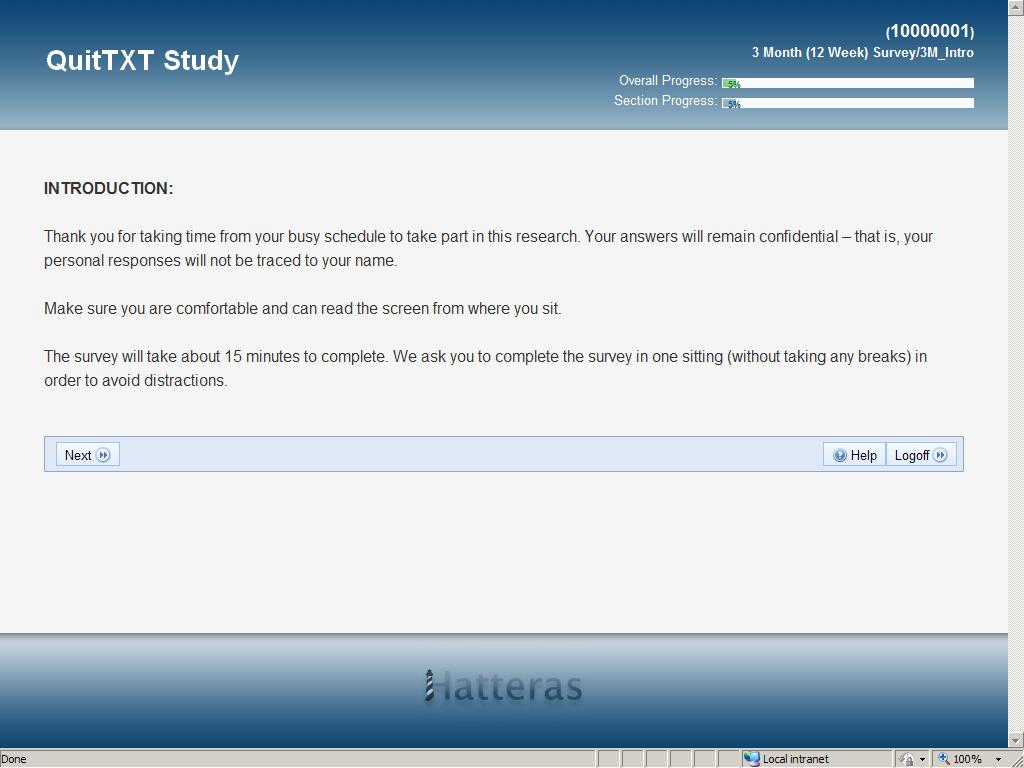 QuitTXT Study
(10000001)
3 Month (12 Week) Survey/3M_Intro
Overall Progress: 5%
Section Progress: 5%
INTRODUCTION:
Thank you for taking time from your busy schedule to take part in this research. Your answers will remain confidential – that is, your
personal responses will not be traced to your name.
Make sure you are comfortable and can read the screen from where you sit.
The survey will take about 15 minutes to complete. We ask you to complete the survey in one sitting (without taking any breaks) in
order to avoid distractions.
Next Help Logoff
Hatteras
Done Local intranet 100%